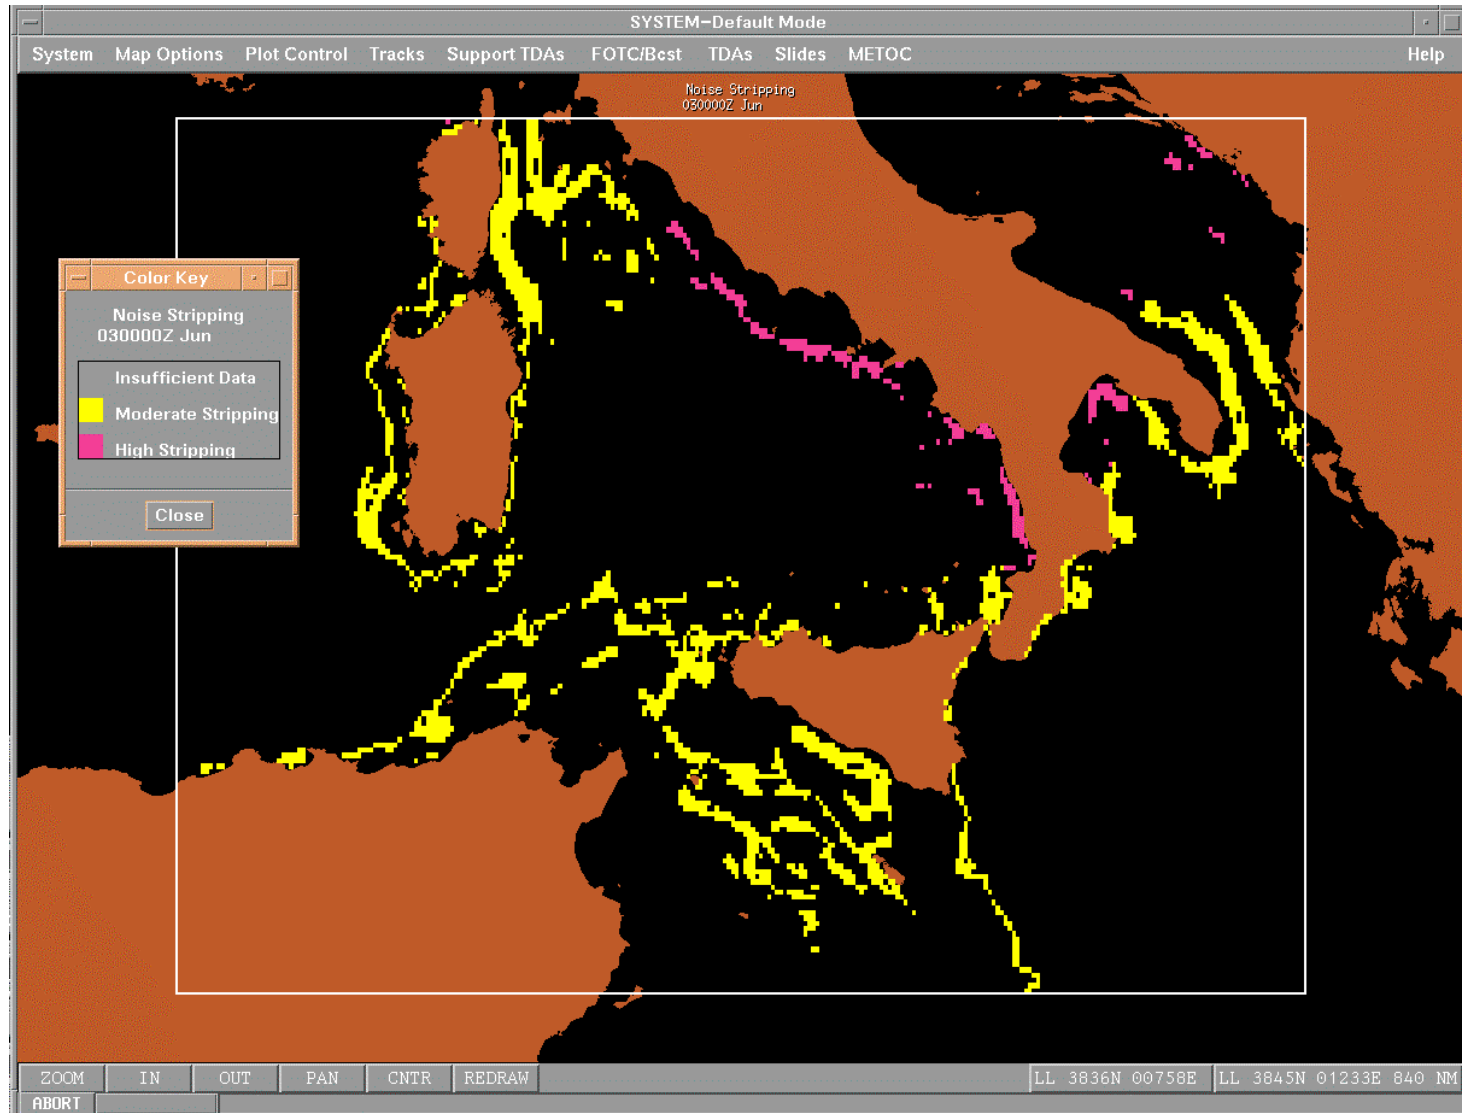 SYSTEM-Default Mode
System Map Options Plot Control Tracks Support TDAs FOTC/Bcst TDAs Slides METOC Help
Noise Stripping
030000Z Jun
Color Key
Noise Stripping
030000Z Jun
Insufficient Data
Moderate Stripping
High Stripping
Close
ZOOM IN OUT PAN CNTR REDRAW LL 3836N 00758E LL 3845N 01233E 840 NM
ABORT